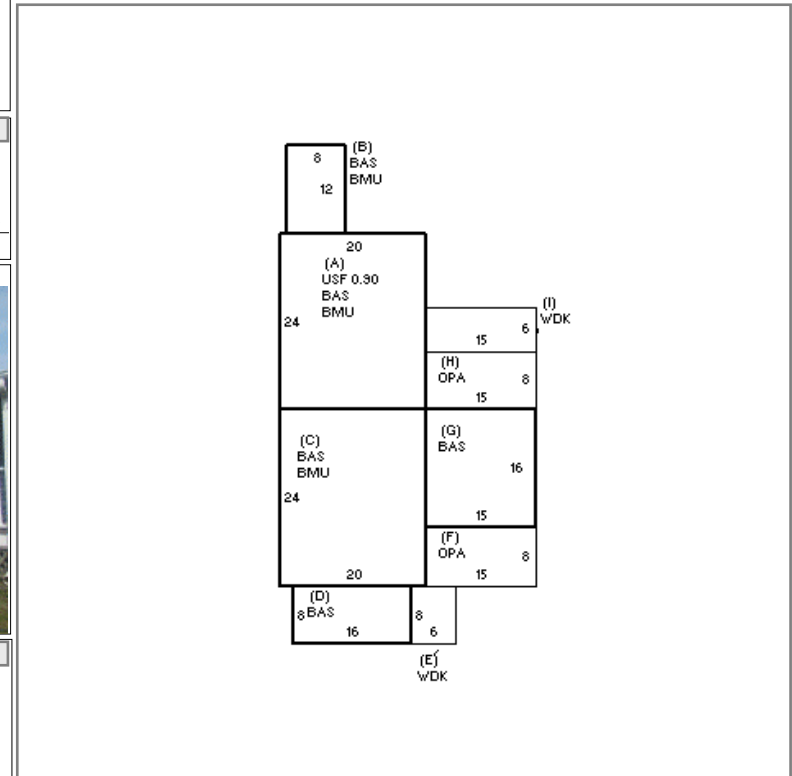 (B)
BAS
BMU
8
12
20
(A)
USF 0.90
BAS
BMU
24
(I)
WDK
6
15
(H)
OPA
8
15
(C)
BAS
BMU
24
20
(G)
BAS
16
15
(F)
OPA
8
15
(D)
BAS
8
16
8
6
(E)
WDK